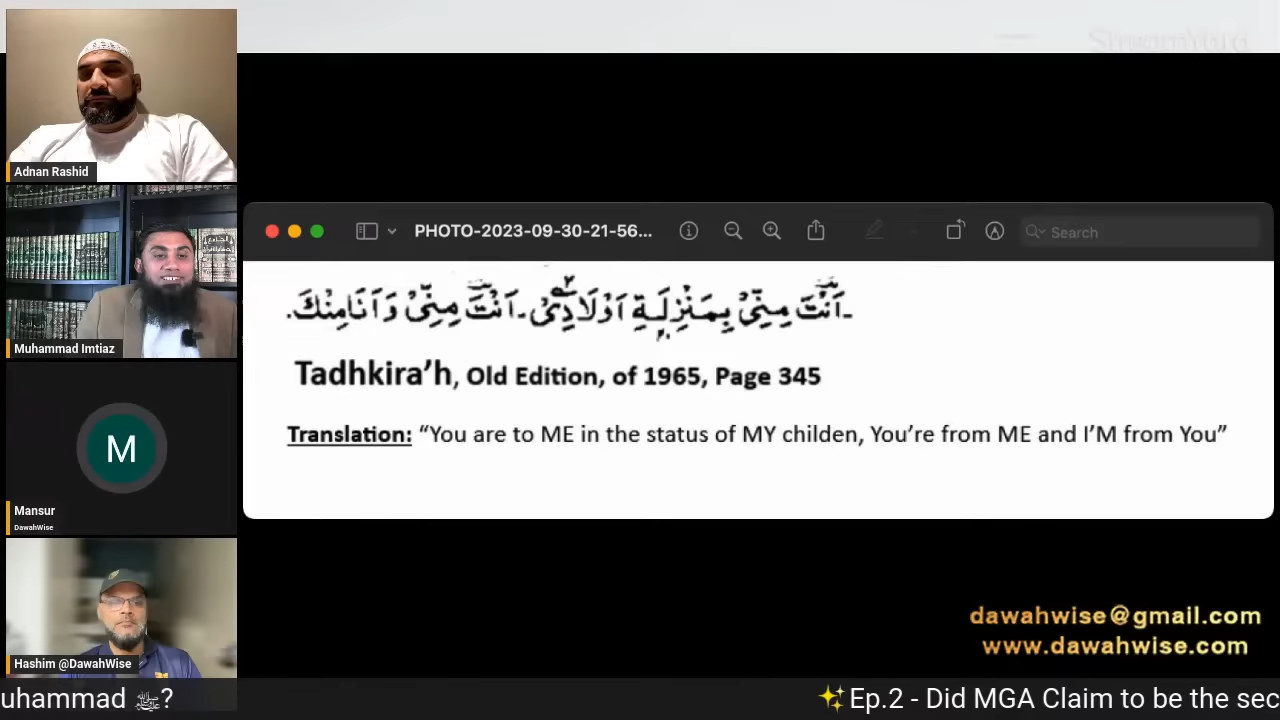 Adnan Rashid
Muhammad Imtiaz
M
Mansur
DawahWise
Hashim @DawahWise
PHOTO-2023-09-30-21-56...
Search
اَنْتَ مِنِّیْ بِمَنْزِلَةِ اَوْلَادِیْ۔ اَنْتَ مِنِّیْ وَاَنَا مِنْكَ۔
Tadhkira’h, Old Edition, of 1965, Page 345
Translation: “You are to ME in the status of MY childen, You’re from ME and I’M from You”
dawahwise@gmail.com
www.dawahwise.com
uhammad ﷺ? ✨Ep.2 - Did MGA Claim to be the sec